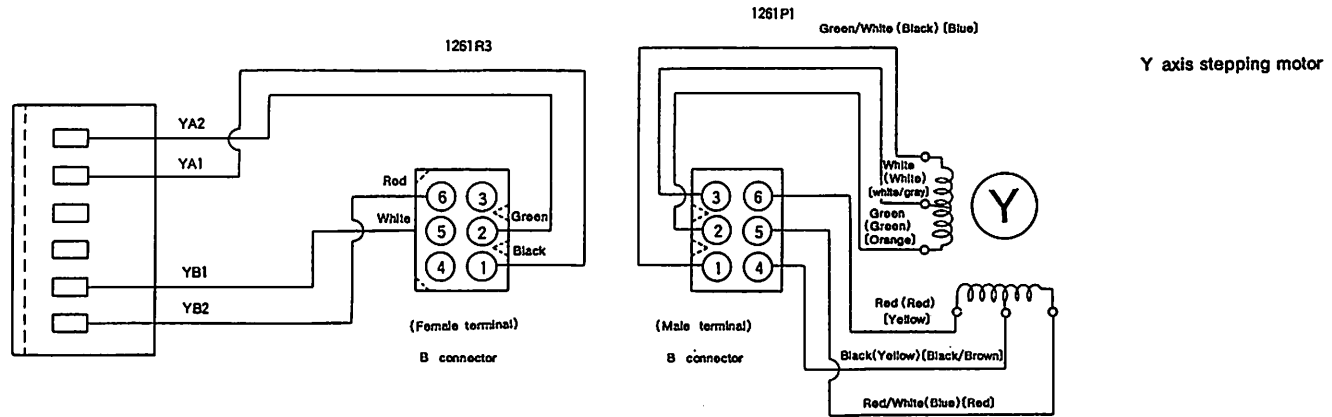 1261P1
Green/White (Black) [Blue]
1261R3
Y axis stepping motor
YA2
YA1
YB1
YB2
Red
White
Green
Black
6 3
5 2
4 1
(Female terminal)
B connector
3 6
2 5
1 4
(Male terminal)
B connector
White
(White)
[white/gray]
Green
(Green)
[Orange]
Y
Red (Red)
[Yellow]
Black(Yellow) [Black/Brown]
Red/White(Blue) [Red]